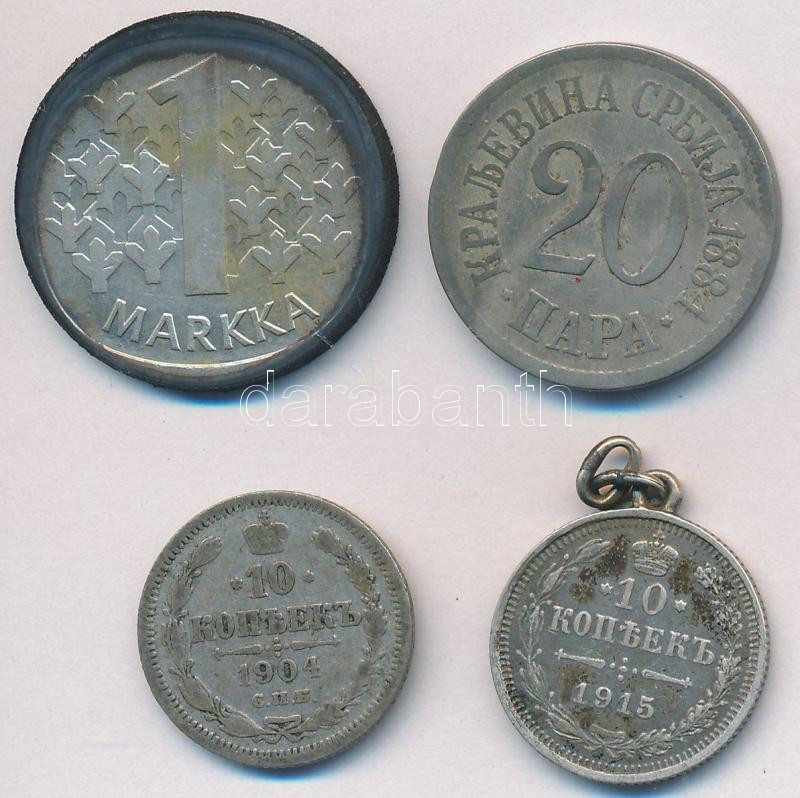 1
MARKKA
КРАЉЕВИНА СРБИЈА 1884
20
ПАРА
darabanth
10
КОПѢЕКЪ
1904
С.П.Б.
10
КОПѢЕКЪ
1915